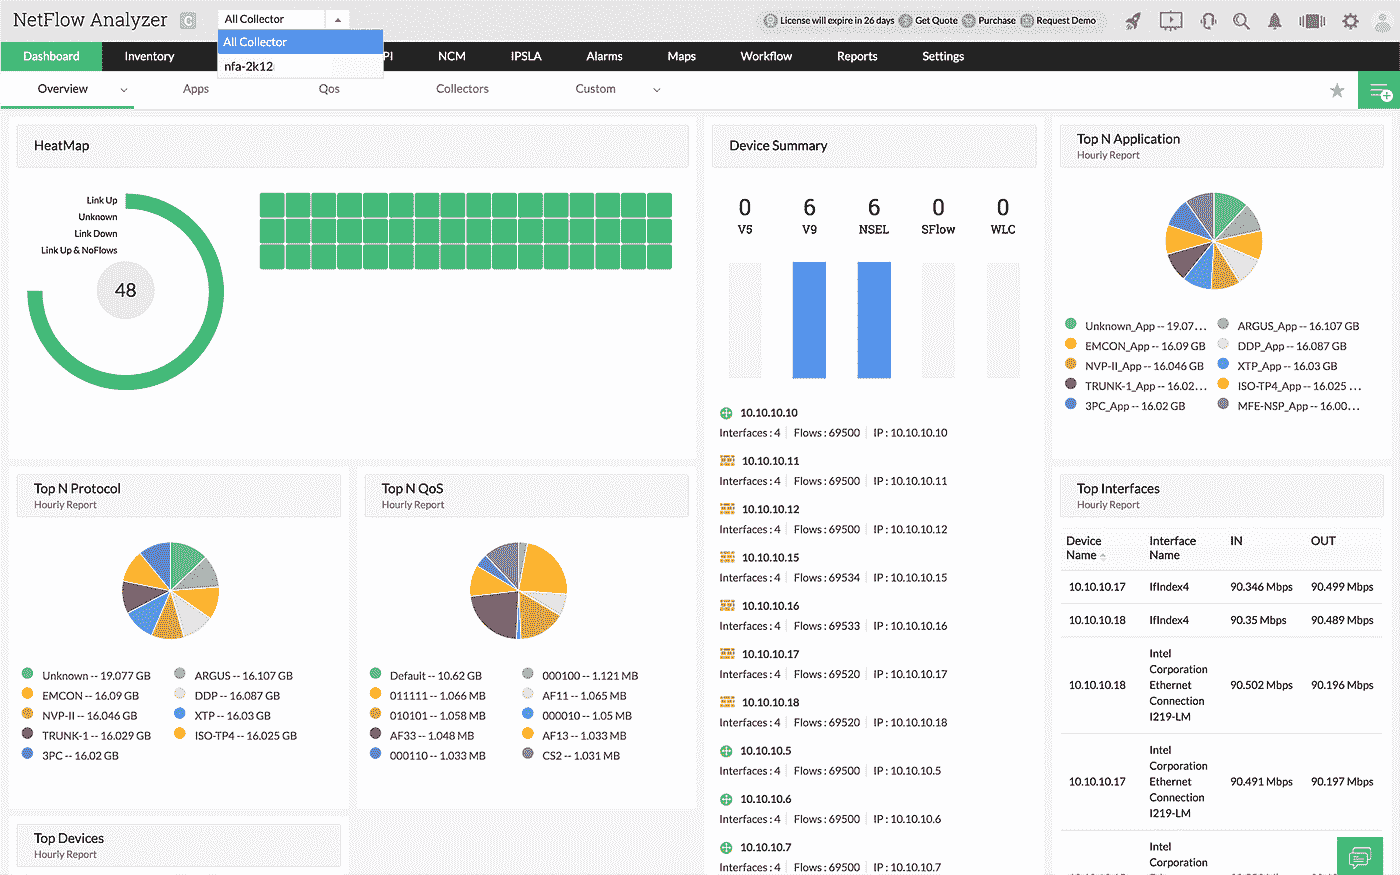 NetFlow Analyzer C
All Collector
All Collector
nfa-2k12
License will expire in 26 days Get Quote Purchase Request Demo
Dashboard Inventory PI NCM IPSLA Alarms Maps Workflow Reports Settings
Overview Apps Qos Collectors Custom
HeatMap
Link Up
Unknown
Link Down
Link Up & NoFlows
48
Device Summary
0 6 6 0 0
V5 V9 NSEL SFlow WLC
10.10.10.10
Interfaces : 4 Flows : 69500 IP : 10.10.10.10
10.10.10.11
Interfaces : 4 Flows : 69500 IP : 10.10.10.11
10.10.10.12
Interfaces : 4 Flows : 69500 IP : 10.10.10.12
10.10.10.15
Interfaces : 4 Flows : 69534 IP : 10.10.10.15
10.10.10.16
Interfaces : 4 Flows : 69533 IP : 10.10.10.16
10.10.10.17
Interfaces : 4 Flows : 69520 IP : 10.10.10.17
10.10.10.18
Interfaces : 4 Flows : 69520 IP : 10.10.10.18
10.10.10.5
Interfaces : 4 Flows : 69500 IP : 10.10.10.5
10.10.10.6
Interfaces : 4 Flows : 69500 IP : 10.10.10.6
10.10.10.7
Interfaces : 4 Flows : 69500 IP : 10.10.10.7
Top N Application
Hourly Report
Unknown_App -- 19.07... ARGUS_App -- 16.107 GB
EMCON_App -- 16.09 GB DDP_App -- 16.087 GB
NVP-II_App -- 16.046 GB XTP_App -- 16.03 GB
TRUNK-1_App -- 16.02... ISO-TP4_App -- 16.025 ...
3PC_App -- 16.02 GB MFE-NSP_App -- 16.00...
Top N Protocol
Hourly Report
Unknown -- 19.077 GB ARGUS -- 16.107 GB
EMCON -- 16.09 GB DDP -- 16.087 GB
NVP-II -- 16.046 GB XTP -- 16.03 GB
TRUNK-1 -- 16.029 GB ISO-TP4 -- 16.025 GB
3PC -- 16.02 GB
Top N QoS
Hourly Report
Default -- 10.62 GB 000100 -- 1.121 MB
011111 -- 1.066 MB AF11 -- 1.065 MB
010101 -- 1.058 MB 000010 -- 1.05 MB
AF33 -- 1.048 MB AF13 -- 1.033 MB
000110 -- 1.033 MB CS2 -- 1.031 MB
Top Interfaces
Hourly Report
Device Interface IN OUT
Name Name
10.10.10.17 IfIndex4 90.346 Mbps 90.499 Mbps
10.10.10.18 IfIndex4 90.35 Mbps 90.489 Mbps
Intel
Corporation
10.10.10.18 Ethernet 90.502 Mbps 90.196 Mbps
Connection
I219-LM
Intel
Corporation
10.10.10.17 Ethernet 90.491 Mbps 90.197 Mbps
Connection
I219-LM
Intel
Corporation
Top Devices
Hourly Report